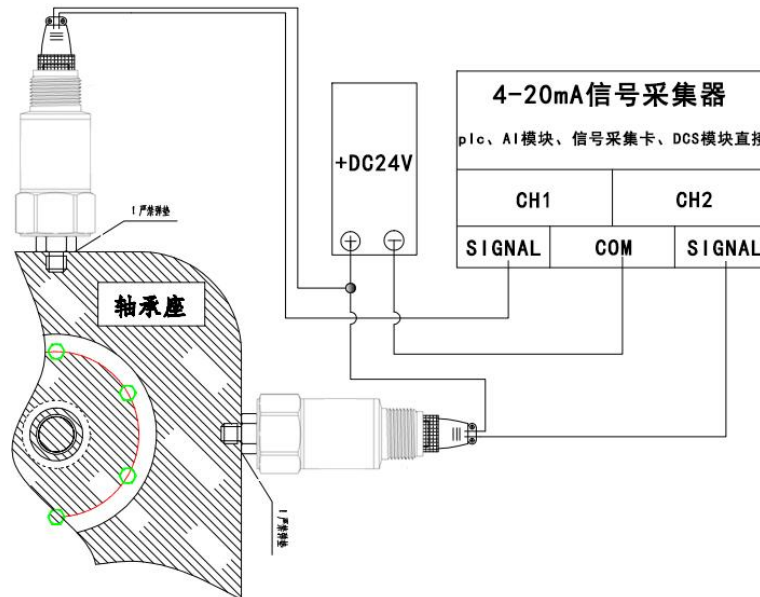 4-20mA信号采集器
plc、AI模块、信号采集卡、DCS模块直接
+DC24V
CH1
CH2
SIGNAL
COM
SIGNAL
轴承座